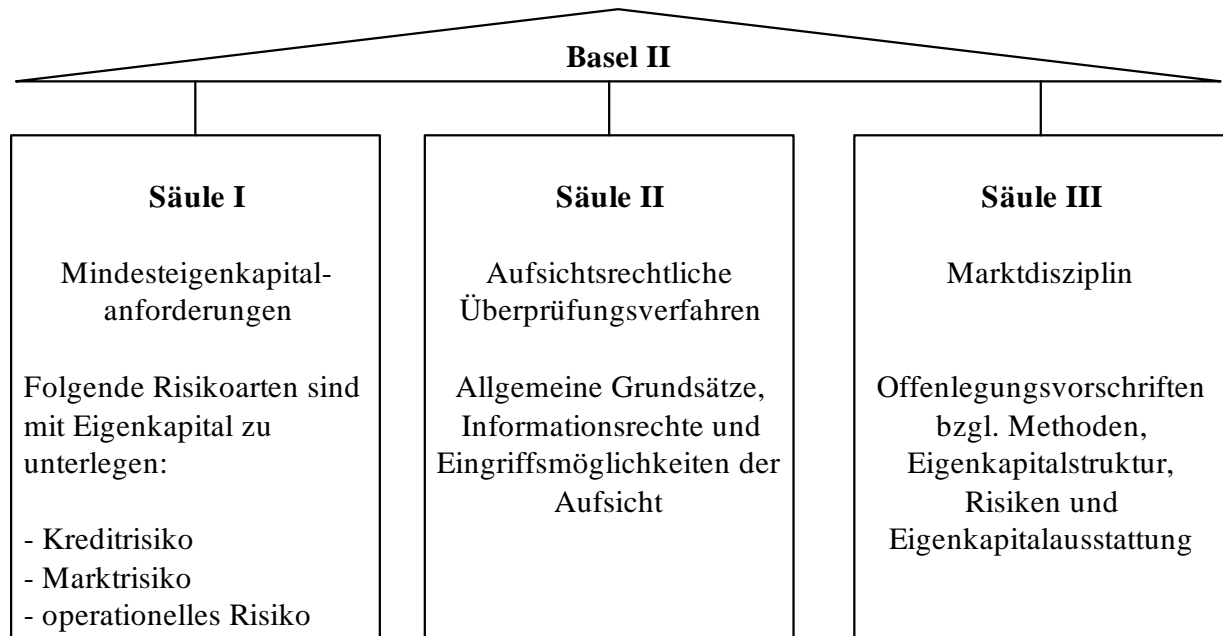 Basel II
Säule I
Mindesteigenkapital-
anforderungen
Folgende Risikoarten sind
mit Eigenkapital zu
unterlegen:
- Kreditrisiko
- Marktrisiko
- operationelles Risiko
Säule II
Aufsichtsrechtliche
Überprüfungsverfahren
Allgemeine Grundsätze,
Informationsrechte und
Eingriffsmöglichkeiten der
Aufsicht
Säule III
Marktdisziplin
Offenlegungsvorschriften
bzgl. Methoden,
Eigenkapitalstruktur,
Risiken und
Eigenkapitalausstattung